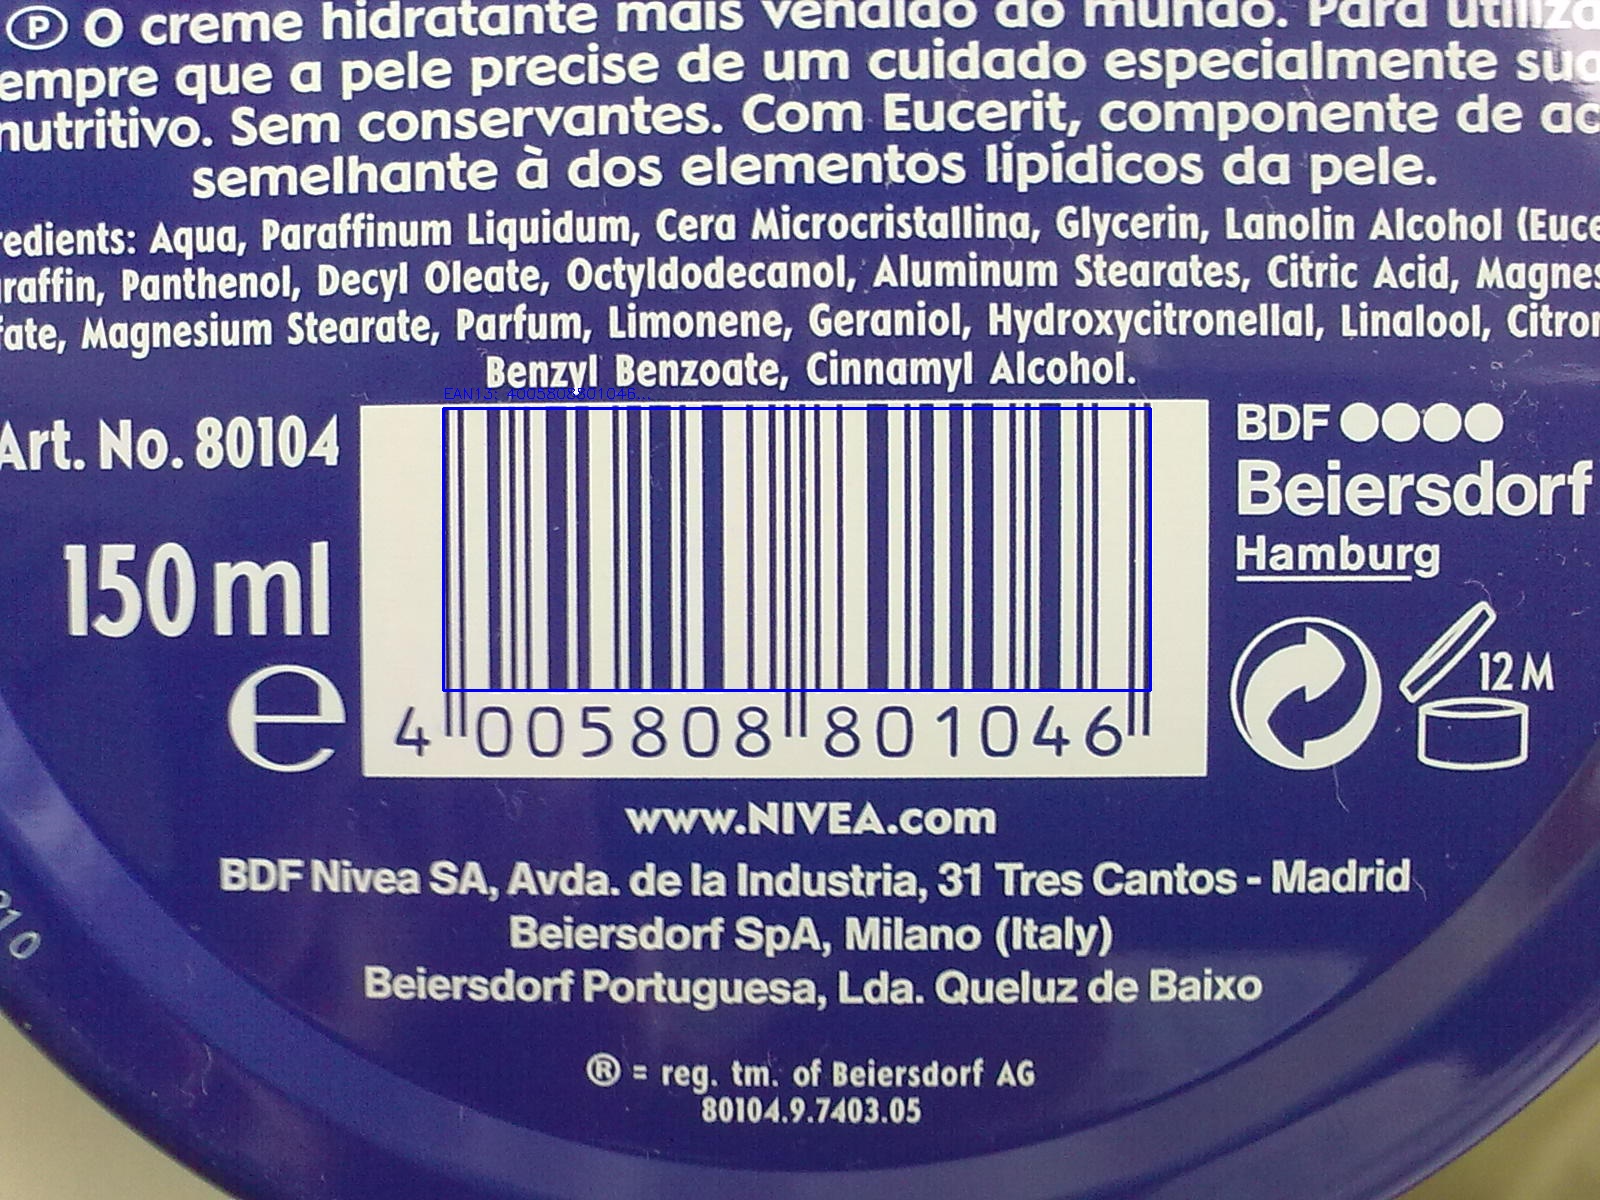 P O creme hidratante mais vendido do mundo. Para
empre que a pele precise de um cuidado especialmente
nutritivo. Sem conservantes. Com Eucerit, componente de
semelhante à dos elementos lipídicos da pele.
redients: Aqua, Paraffinum Liquidum, Cera Microcristallina, Glycerin, Lanolin Alcohol (Euce
raffin, Panthenol, Decyl Oleate, Octyldodecanol, Aluminum Stearates, Citric Acid, Magnes
fate, Magnesium Stearate, Parfum, Limonene, Geraniol, Hydroxycitronellal, Linalool, Citron
Benzyl Benzoate, Cinnamyl Alcohol.
EAN13: 4005808801046...
Art. No. 80104
150 ml
e
4 005808 801046
BDF
Beiersdorf
Hamburg
12 M
www.NIVEA.com
BDF Nivea SA, Avda. de la Industria, 31 Tres Cantos - Madrid
Beiersdorf SpA, Milano (Italy)
Beiersdorf Portuguesa, Lda. Queluz de Baixo
® = reg. tm. of Beiersdorf AG
80104.9.7403.05